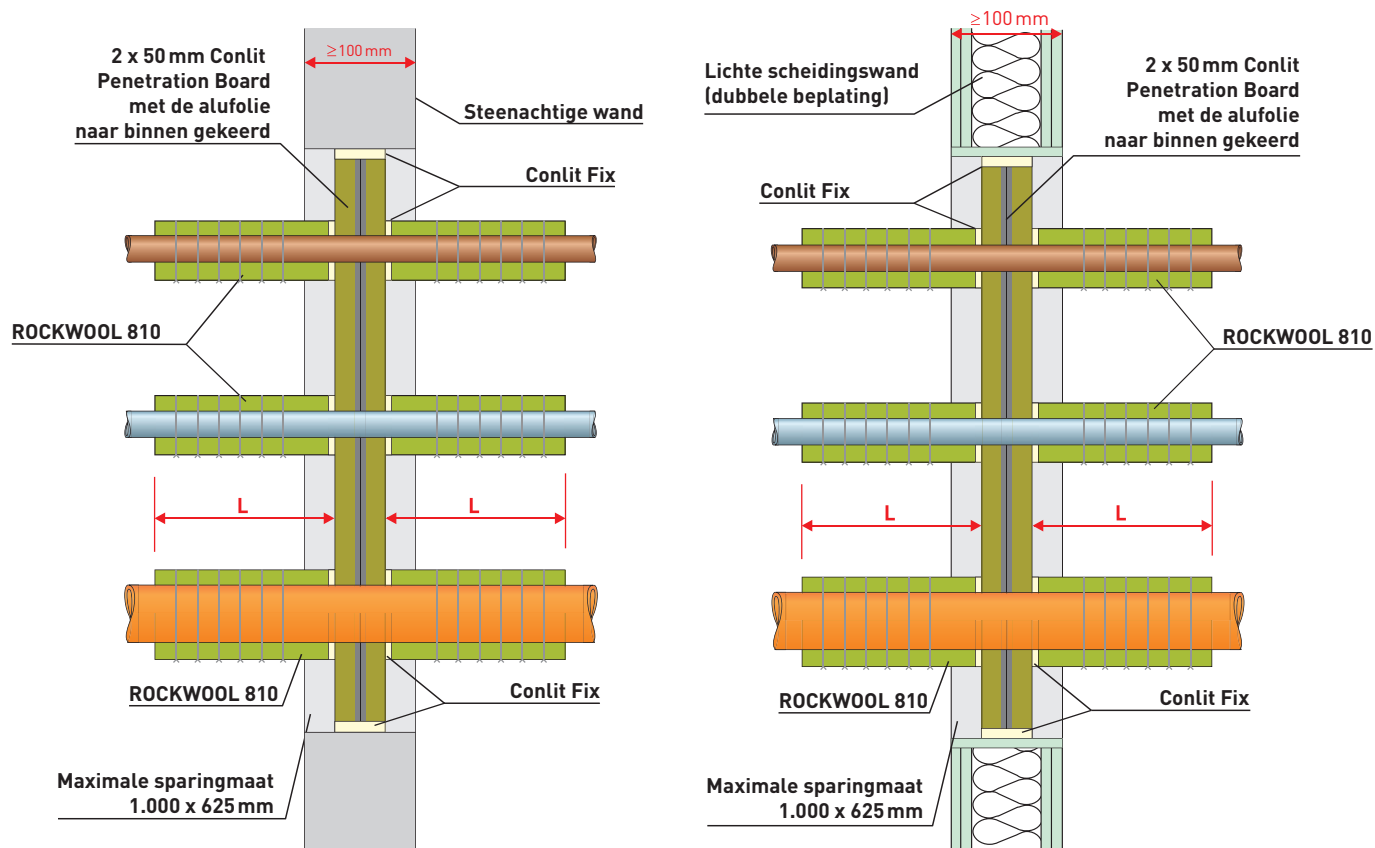 ≥100 mm
2 x 50 mm Conlit
Penetration Board
met de alufolie
naar binnen gekeerd
Steenachtige wand
Conlit Fix
ROCKWOOL 810
L
L
ROCKWOOL 810
Conlit Fix
Maximale sparingmaat
1.000 x 625 mm
≥100 mm
Lichte scheidingswand
(dubbele beplating)
2 x 50 mm Conlit
Penetration Board
met de alufolie
naar binnen gekeerd
Conlit Fix
ROCKWOOL 810
L
L
ROCKWOOL 810
Conlit Fix
Maximale sparingmaat
1.000 x 625 mm